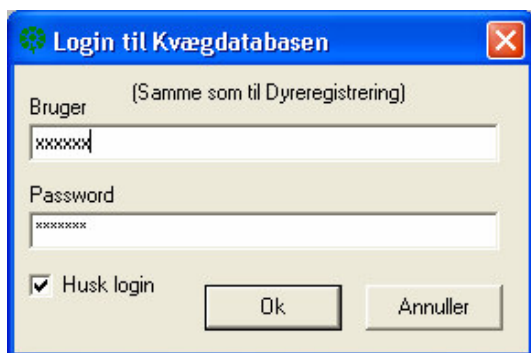 Login til Kvægdatabasen
(Samme som til Dyreregistrering)
Bruger
xxxxxx
Password
*******
Husk login
Ok
Annuller